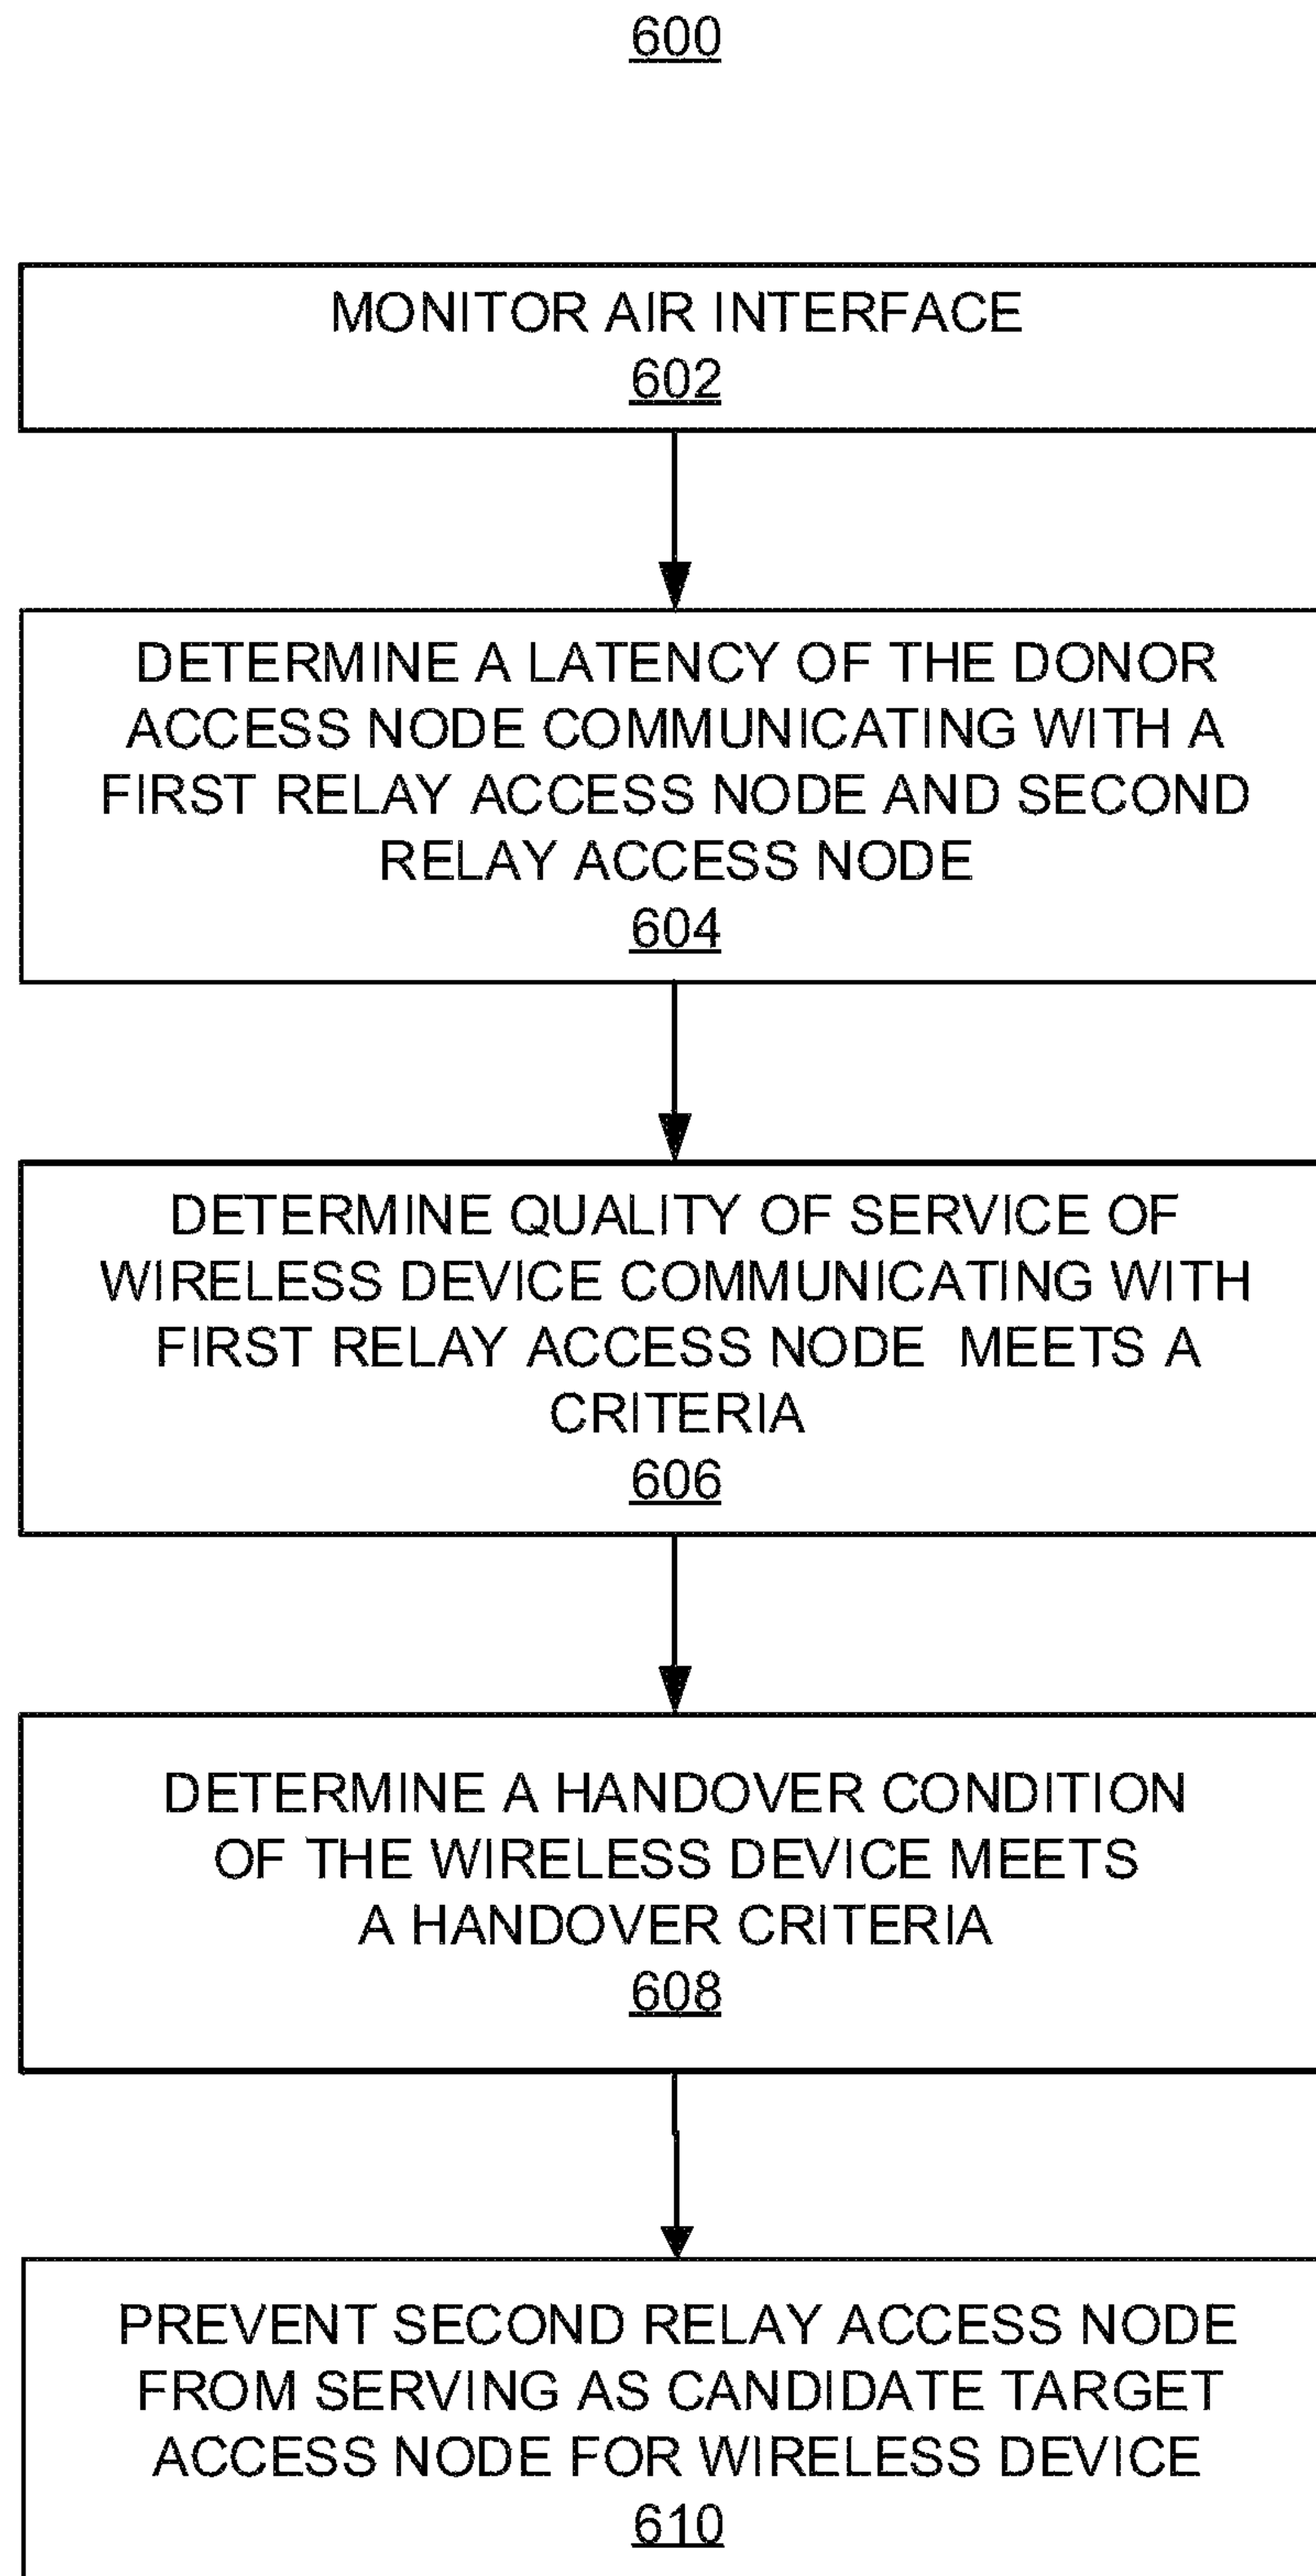 600
MONITOR AIR INTERFACE
602
DETERMINE A LATENCY OF THE DONOR
ACCESS NODE COMMUNICATING WITH A
FIRST RELAY ACCESS NODE AND SECOND
RELAY ACCESS NODE
604
DETERMINE QUALITY OF SERVICE OF
WIRELESS DEVICE COMMUNICATING WITH
FIRST RELAY ACCESS NODE MEETS A
CRITERIA
606
DETERMINE A HANDOVER CONDITION
OF THE WIRELESS DEVICE MEETS
A HANDOVER CRITERIA
608
PREVENT SECOND RELAY ACCESS NODE
FROM SERVING AS CANDIDATE TARGET
ACCESS NODE FOR WIRELESS DEVICE
610